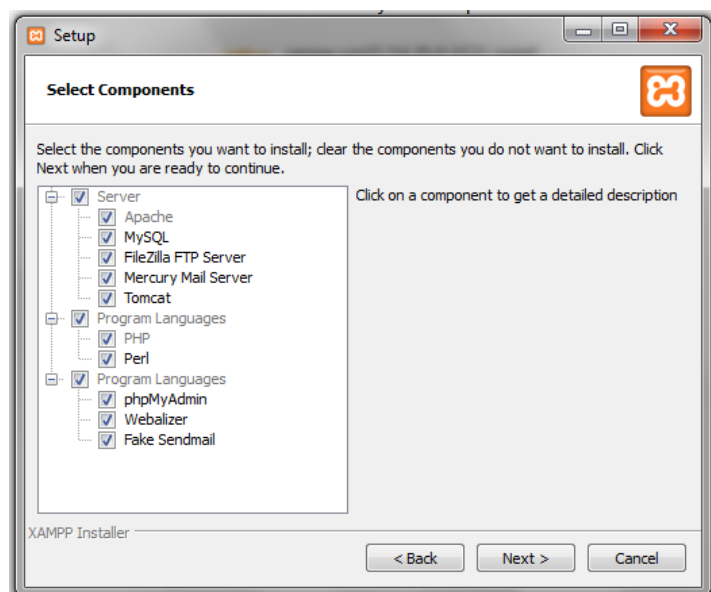 Setup
Select Components
Select the components you want to install; clear the components you do not want to install. Click
Next when you are ready to continue.
Server
Apache
MySQL
FileZilla FTP Server
Mercury Mail Server
Tomcat
Program Languages
PHP
Perl
Program Languages
phpMyAdmin
Webalizer
Fake Sendmail
Click on a component to get a detailed description
XAMPP Installer
< Back
Next >
Cancel